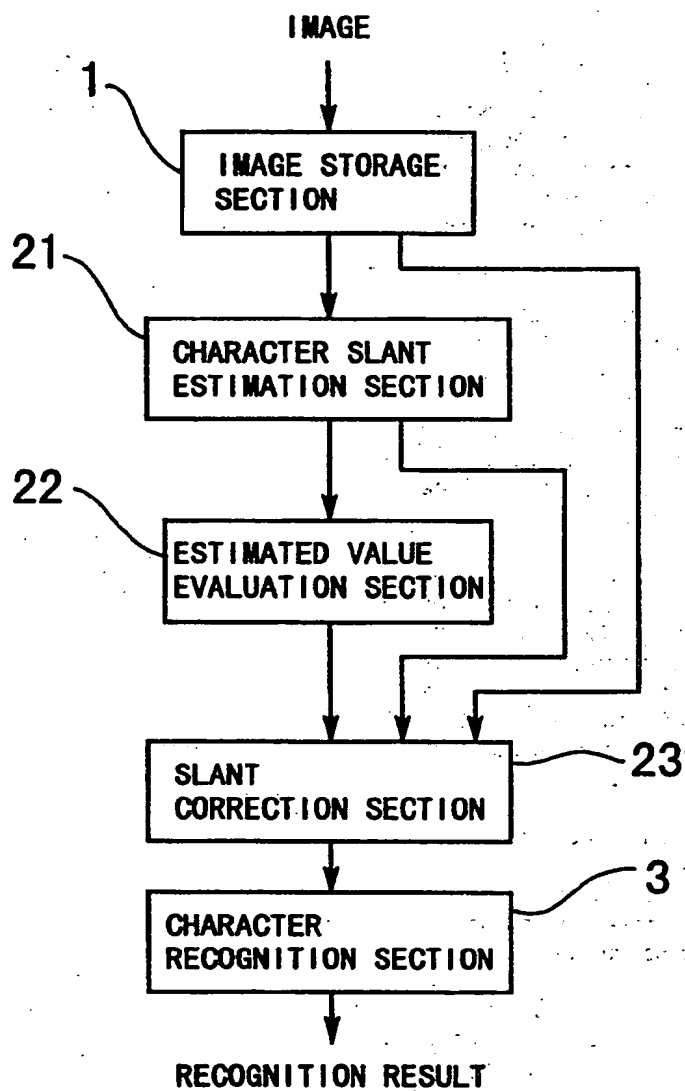 IMAGE
1
IMAGE STORAGE
SECTION
21
CHARACTER SLANT
ESTIMATION SECTION
22
ESTIMATED VALUE
EVALUATION SECTION
SLANT
CORRECTION SECTION
23
CHARACTER
RECOGNITION SECTION
3
RECOGNITION RESULT